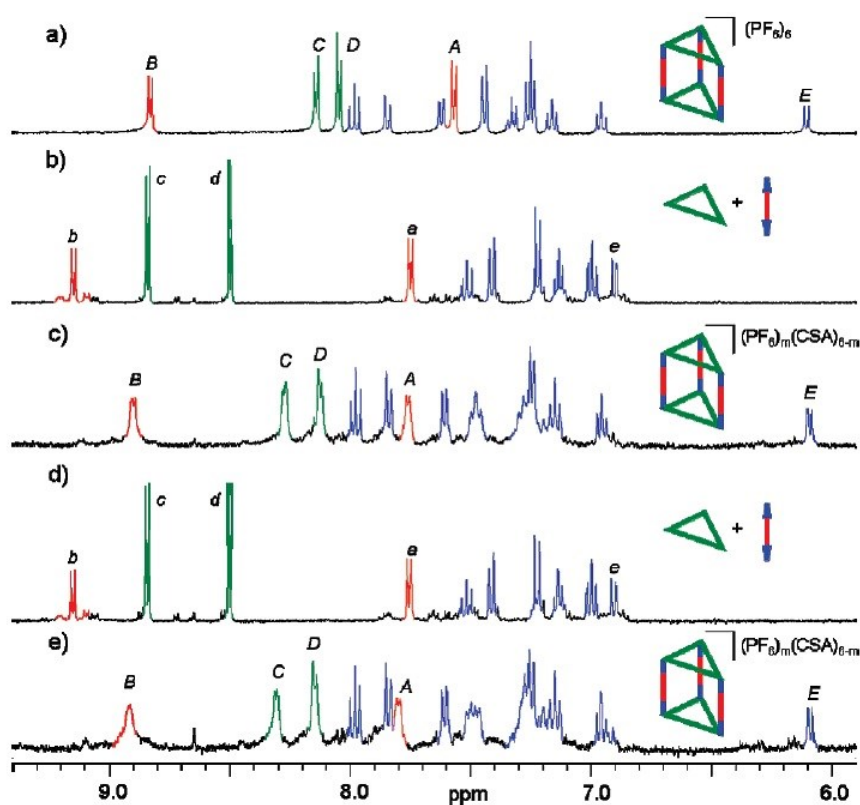 a)
B
C
D
A
E
(PF6)6
b)
b
c
d
a
e
+
c)
B
C
D
A
E
(PF6)m(CSA)6-m
d)
b
c
d
a
e
+
e)
B
C
D
A
E
(PF6)m(CSA)6-m
9.0 8.0 ppm 7.0 6.0